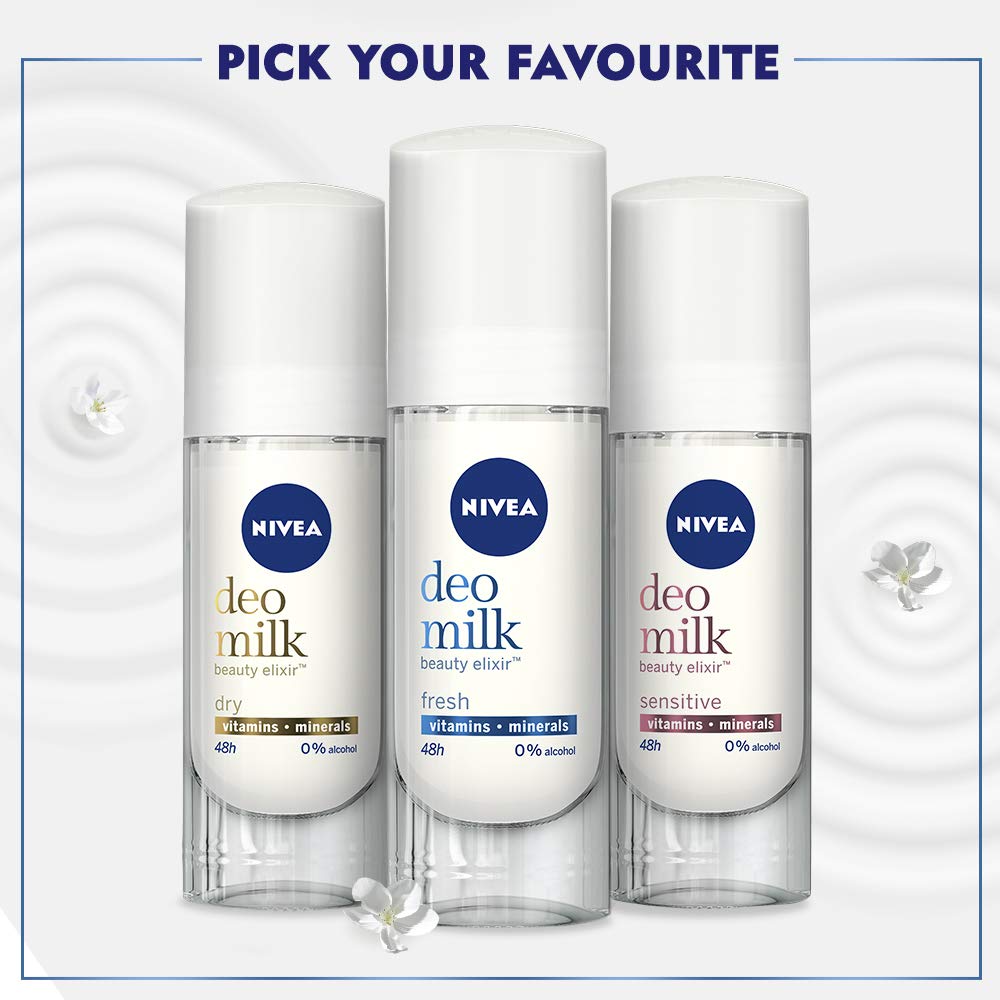 PICK YOUR FAVOURITE
NIVEA
deo
milk
beauty elixir™
dry
vitamins • minerals
48h 0% alcohol
NIVEA
deo
milk
beauty elixir™
fresh
vitamins • minerals
48h 0% alcohol
NIVEA
deo
milk
beauty elixir™
sensitive
vitamins • minerals
48h 0% alcohol